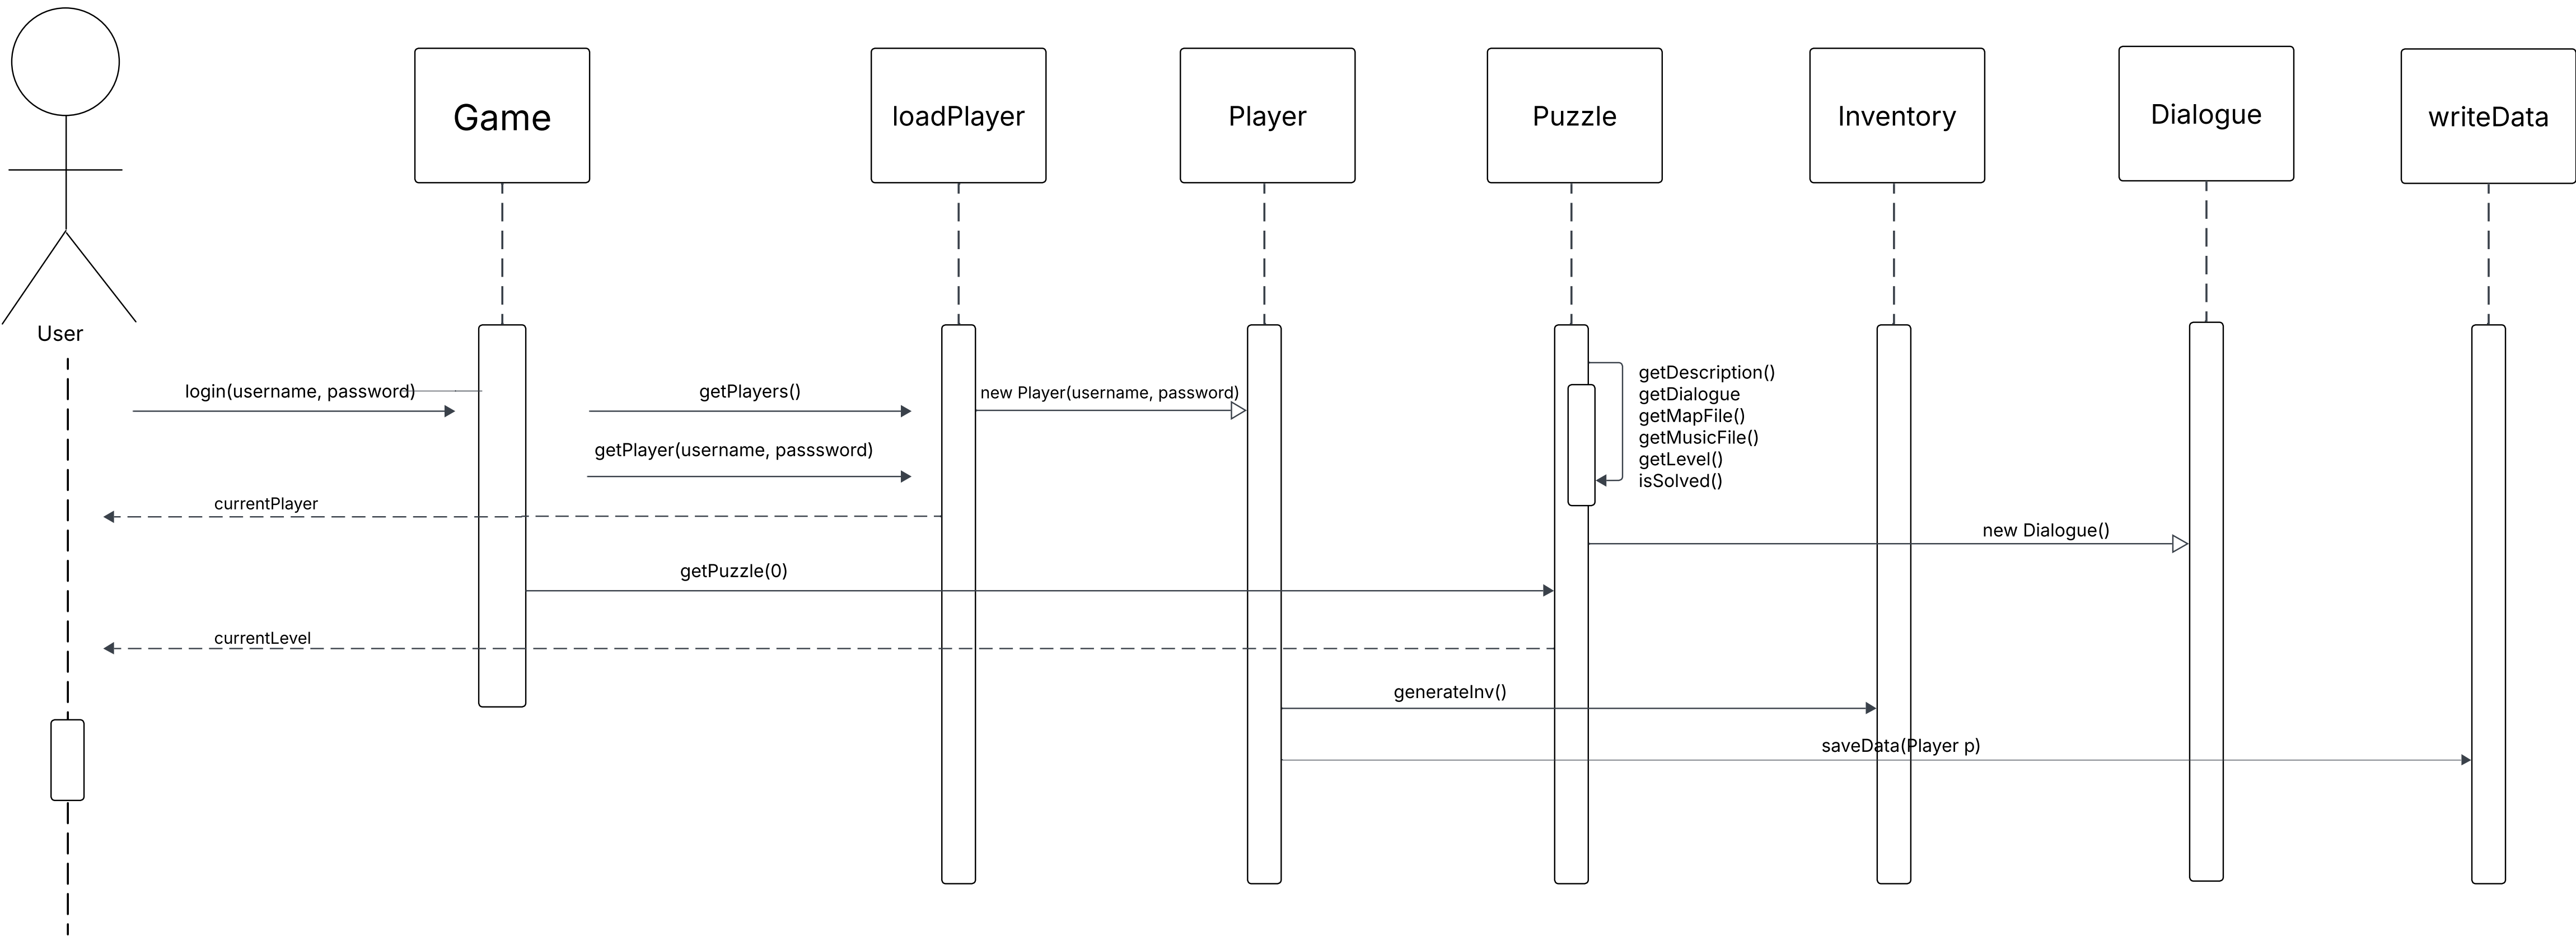 Game
loadPlayer
Player
Puzzle
Inventory
Dialogue
writeData
User
login(username, password)
getPlayers()
new Player(username, password)
getDescription()
getDialogue
getMapFile()
getMusicFile()
getLevel()
isSolved()
getPlayer(username, passsword)
currentPlayer
new Dialogue()
getPuzzle(0)
currentLevel
generateInv()
saveData(Player p)